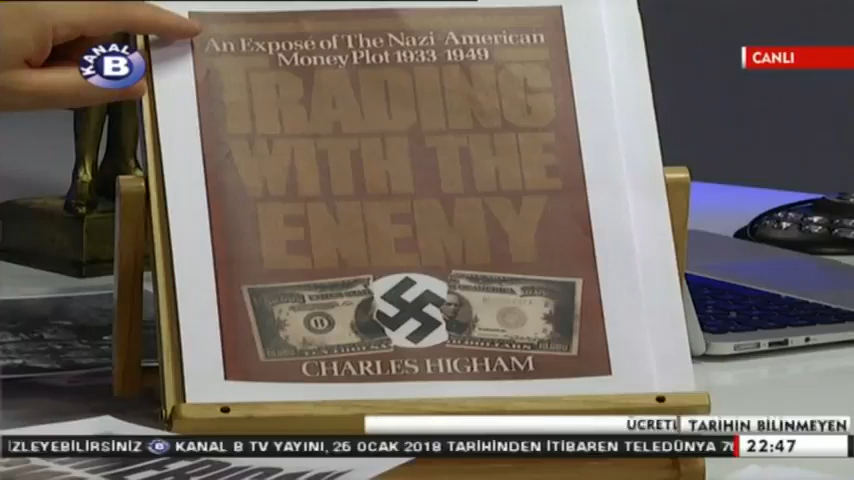 KANAL B
CANLI
An Exposé of The Nazi-American
Money Plot 1933-1949
TRADING
WITH THE
ENEMY
CHARLES HIGHAM
ÜCRETL
TARİHİN BİLİNMEYEN
İZLEYEBİLİRSİNİZ B KANAL B TV YAYINI, 26 OCAK 2018 TARİHİNDEN İTİBAREN TELEDÜNYA
22:47